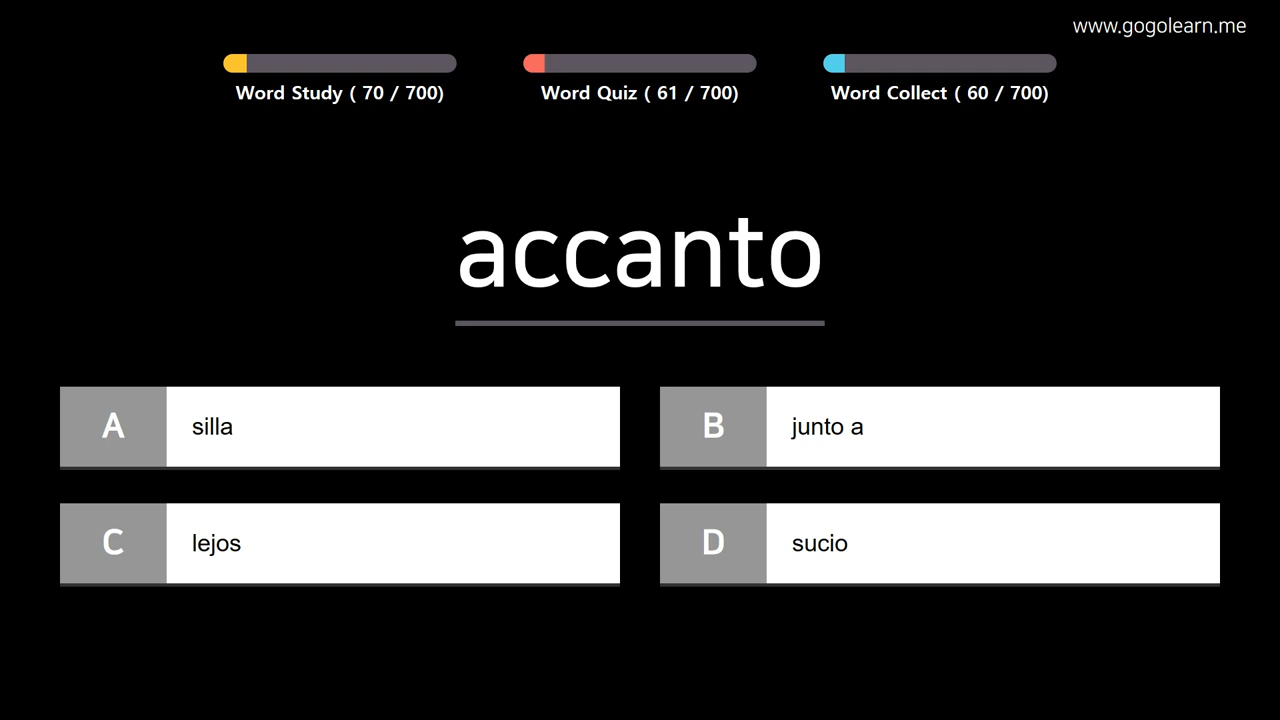 www.gogolearn.me
Word Study ( 70 / 700)
Word Quiz ( 61 / 700)
Word Collect ( 60 / 700)
accanto
A silla
B junto a
C lejos
D sucio